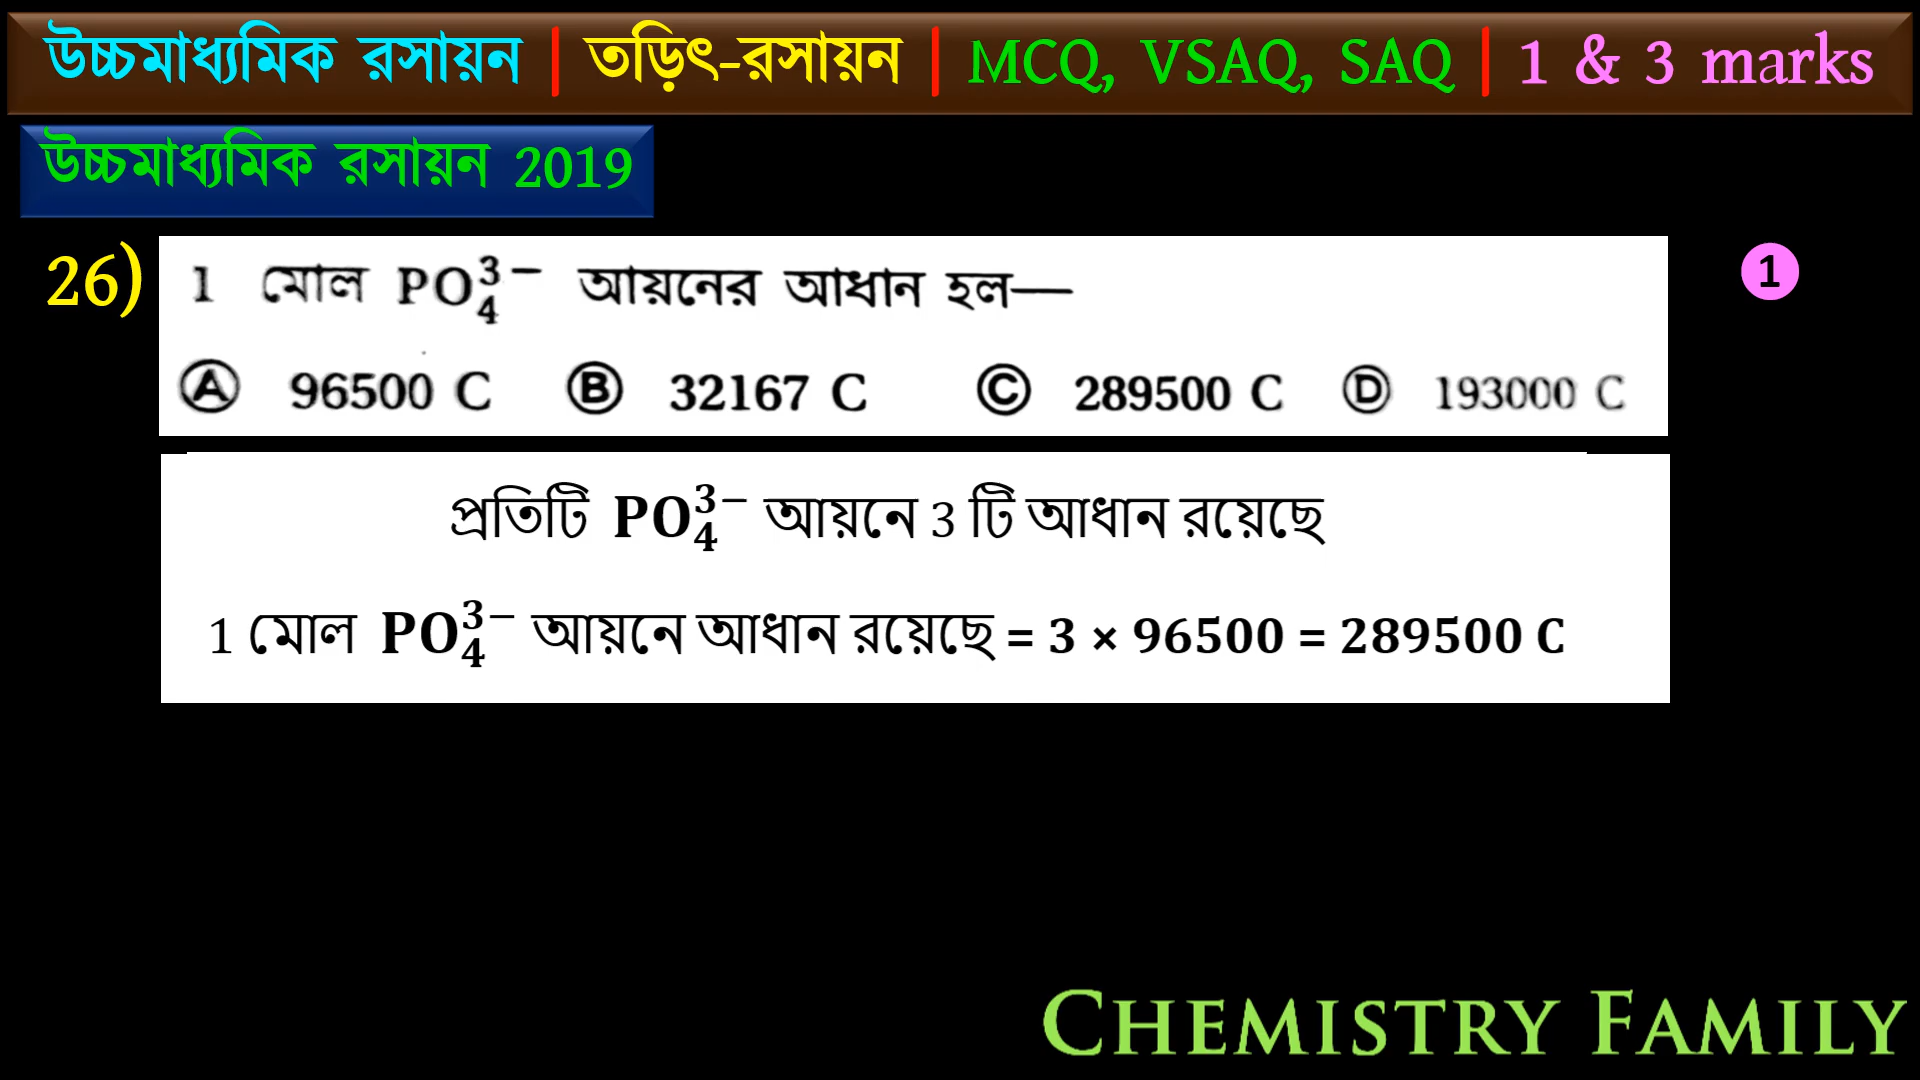 উচ্চমাধ্যমিক রসায়ন | তড়িৎ-রসায়ন | MCQ, VSAQ, SAQ | 1 & 3 marks
উচ্চমাধ্যমিক রসায়ন 2019
26) 1 মোল PO₄³⁻ আয়নের আধান হল— 1
Ⓐ 96500 C Ⓑ 32167 C Ⓒ 289500 C Ⓓ 193000 C
প্রতিটি PO₄³⁻ আয়নে 3 টি আধান রয়েছে
1 মোল PO₄³⁻ আয়নে আধান রয়েছে = 3 × 96500 = 289500 C
CHEMISTRY FAMILY